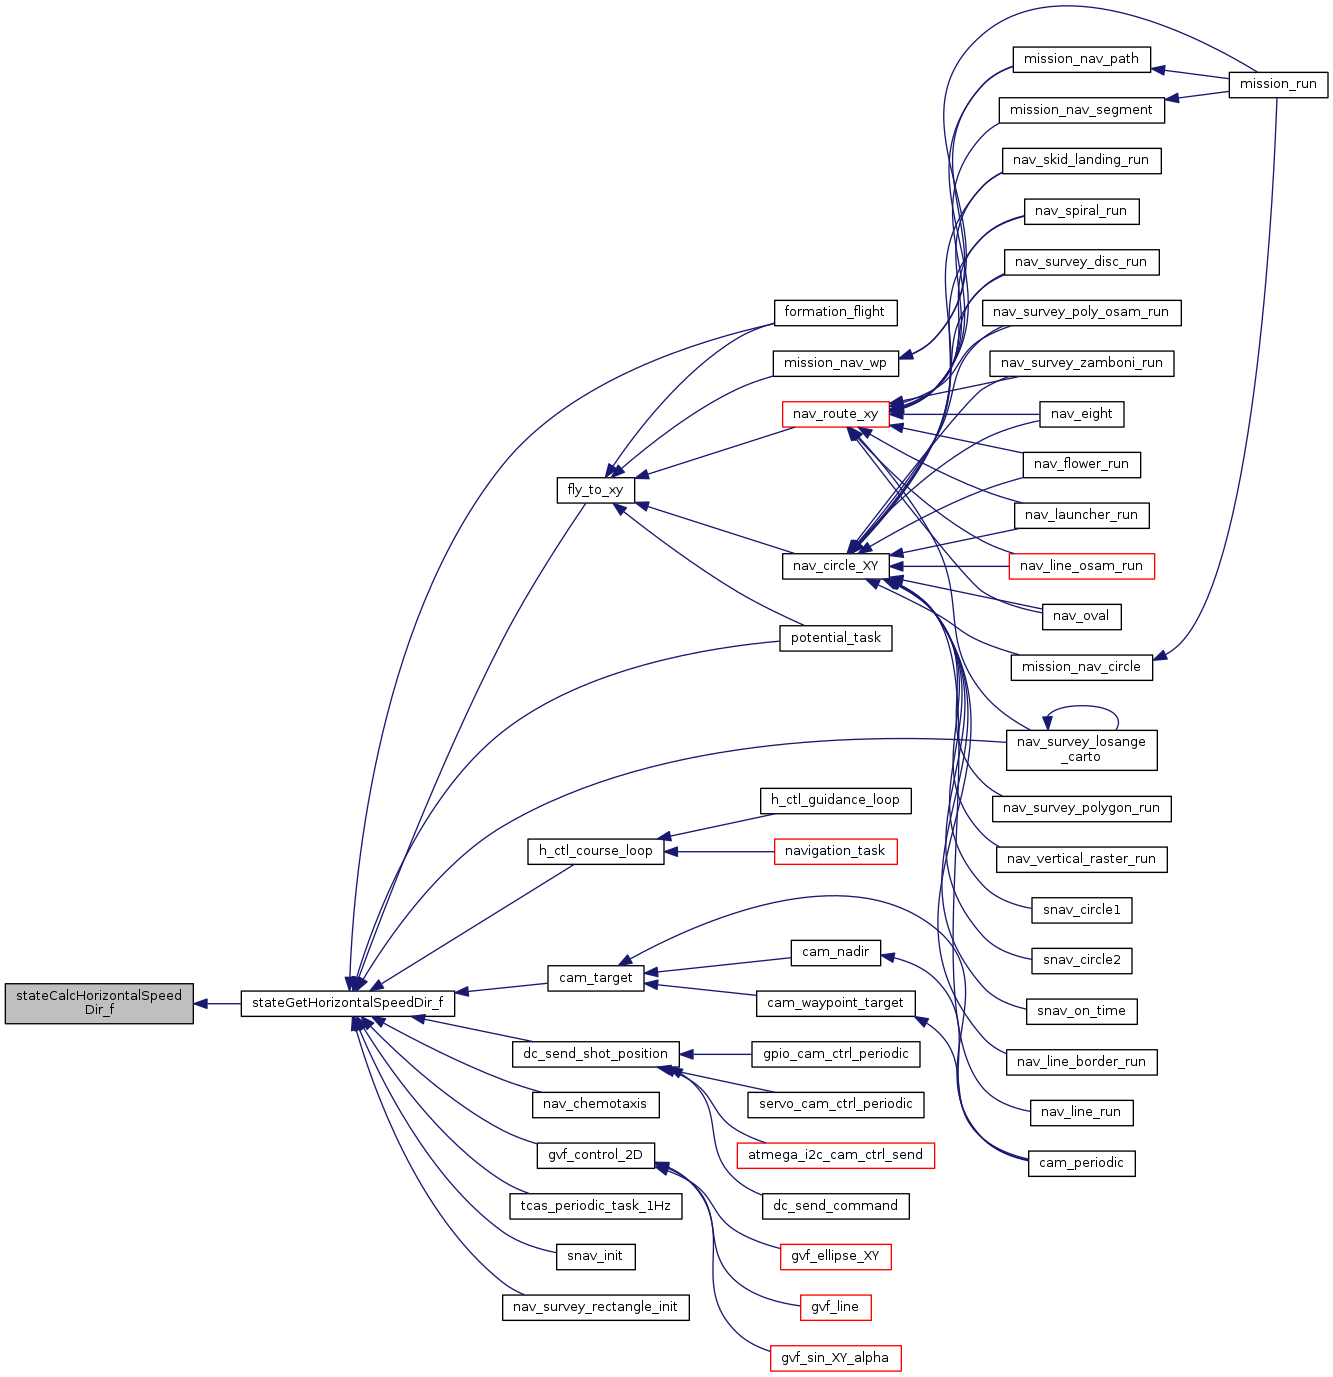 stateCalcHorizontalSpeed
Dir_f
stateGetHorizontalSpeedDir_f
fly_to_xy
h_ctl_course_loop
cam_target
dc_send_shot_position
nav_chemotaxis
gvf_control_2D
tcas_periodic_task_1Hz
snav_init
nav_survey_rectangle_init
formation_flight
mission_nav_wp
nav_route_xy
nav_circle_XY
potential_task
h_ctl_guidance_loop
navigation_task
cam_nadir
cam_waypoint_target
gpio_cam_ctrl_periodic
servo_cam_ctrl_periodic
atmega_i2c_cam_ctrl_send
dc_send_command
gvf_ellipse_XY
gvf_line
gvf_sin_XY_alpha
mission_nav_path
mission_nav_segment
nav_skid_landing_run
nav_spiral_run
nav_survey_disc_run
nav_survey_poly_osam_run
nav_survey_zamboni_run
nav_eight
nav_flower_run
nav_launcher_run
nav_line_osam_run
nav_oval
mission_nav_circle
nav_survey_losange
_carto
nav_survey_polygon_run
nav_vertical_raster_run
snav_circle1
snav_circle2
snav_on_time
nav_line_border_run
nav_line_run
cam_periodic
mission_run